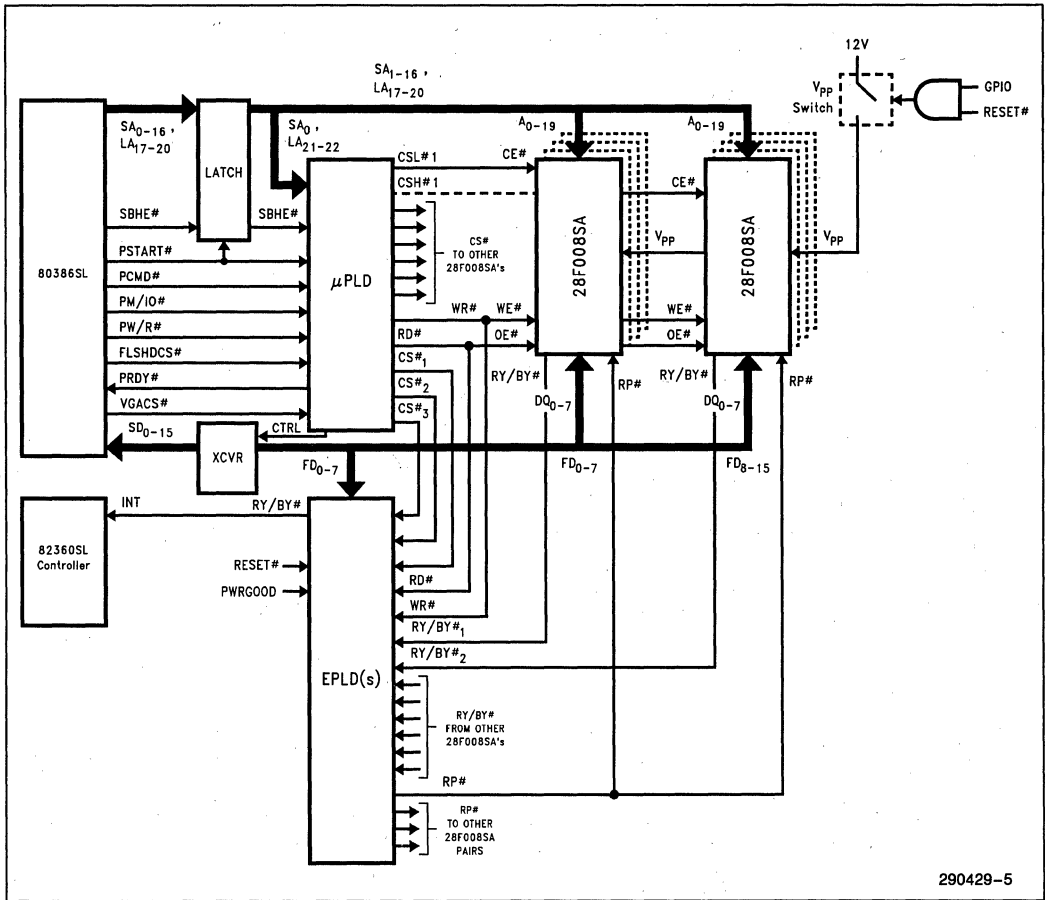 12V
SA1-16 ,
LA17-20
VPP
Switch
GPIO
RESET#
SA0-16 ,
LA17-20
SA0 ,
LA21-22
A0-19
A0-19
LATCH
CSL#1
CE#
CSH#1
CE#
SBHE#
SBHE#
CS#
TO OTHER
28F008SA's
28F008SA
28F008SA
VPP
VPP
80386SL
PSTART#
μPLD
PCMD#
PM/IO#
WR#
WE#
WE#
PW/R#
RD#
OE#
OE#
FLSHDCS#
CS#1
RY/BY#
RP#
RY/BY#
RP#
PRDY#
CS#2
DQ0-7
DQ0-7
VGACS#
CS#3
SD0-15
XCVR
CTRL
FD0-7
FD0-7
FD8-15
INT
RY/BY#
82360SL
Controller
RESET#
PWRGOOD
RD#
WR#
RY/BY#1
RY/BY#2
EPLD(s)
RY/BY#
FROM OTHER
28F008SA's
RP#
RP#
TO OTHER
28F008SA
PAIRS
290429-5